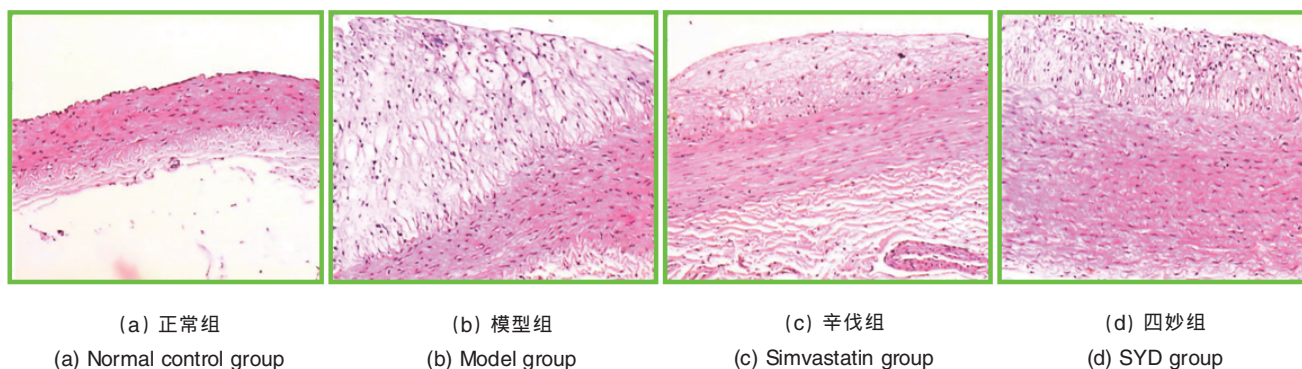 (a) 正常组
(b) 模型组
(c) 辛伐组
(d) 四妙组
(a) Normal control group
(b) Model group
(c) Simvastatin group
(d) SYD group